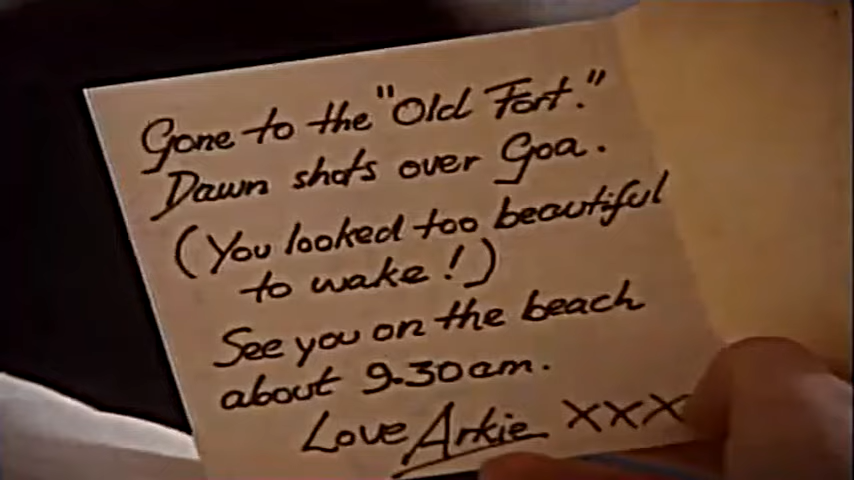 Gone to the "Old Fort."
Dawn shots over Goa.
(You looked too beautiful
to wake!)
See you on the beach
about 9.30am.
Love Arkie xxx